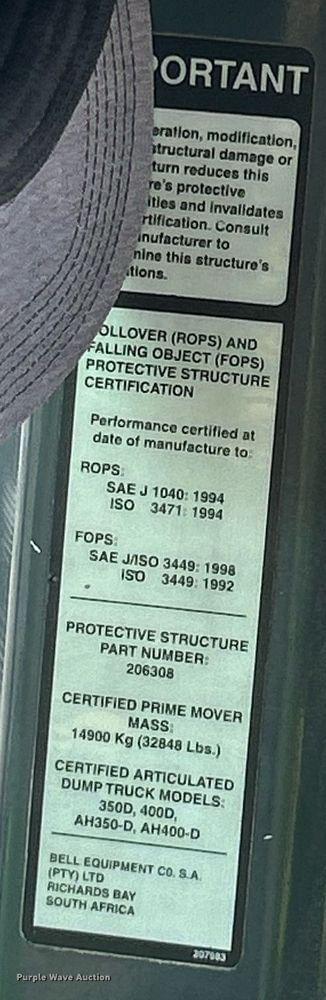 PORTANT
eration, modification,
structural damage or
turn reduces this
re's protective
ities and invalidates
rtification. Consult
nufacturer to
nine this structure's
tions.
OLLOVER (ROPS) AND
FALLING OBJECT (FOPS)
PROTECTIVE STRUCTURE
CERTIFICATION
Performance certified at
date of manufacture to:
ROPS:
SAE J 1040: 1994
ISO 3471: 1994
FOPS:
SAE J/ISO 3449: 1998
ISO 3449: 1992
PROTECTIVE STRUCTURE
PART NUMBER:
206308
CERTIFIED PRIME MOVER
MASS:
14900 Kg (32848 Lbs.)
CERTIFIED ARTICULATED
DUMP TRUCK MODELS:
350D, 400D,
AH350-D, AH400-D
BELL EQUIPMENT CO. S.A.
(PTY) LTD
RICHARDS BAY
SOUTH AFRICA
207983
Purple Wave Auction